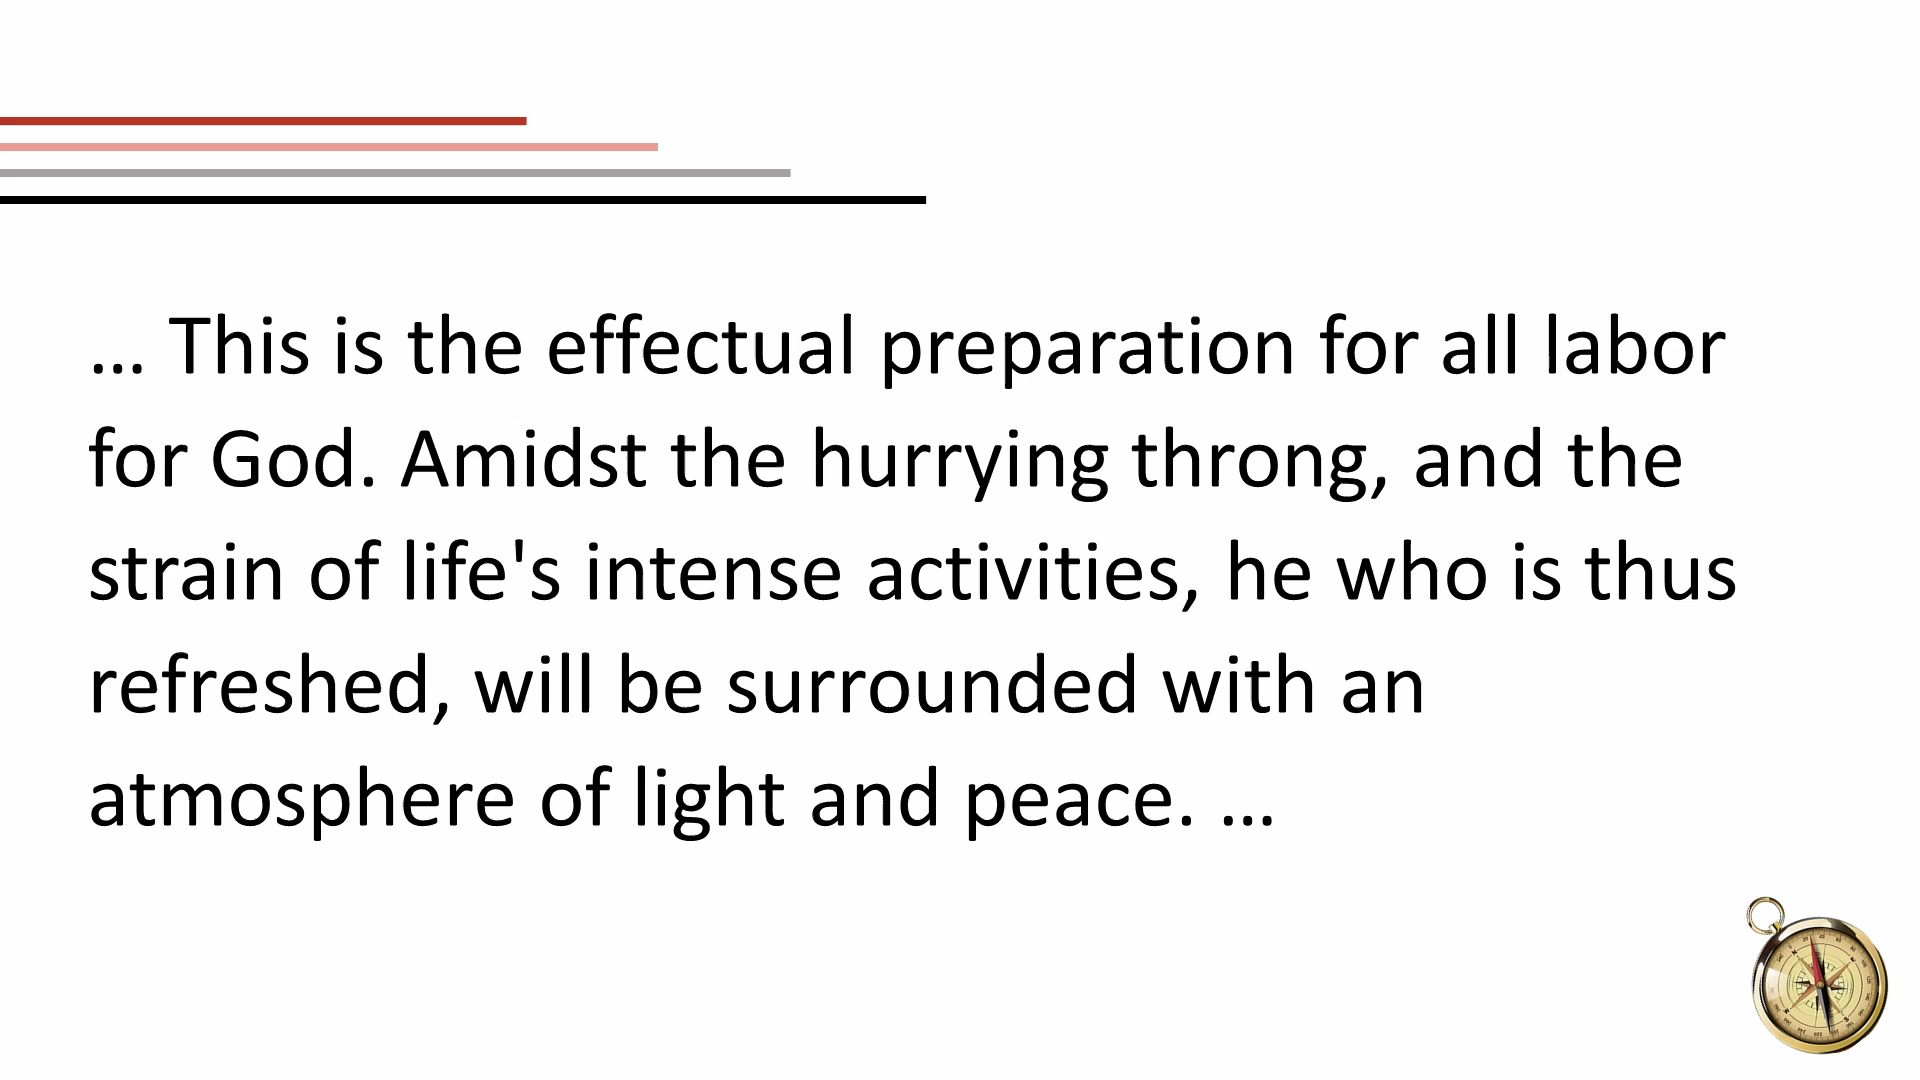 … This is the effectual preparation for all labor
for God. Amidst the hurrying throng, and the
strain of life's intense activities, he who is thus
refreshed, will be surrounded with an
atmosphere of light and peace. …